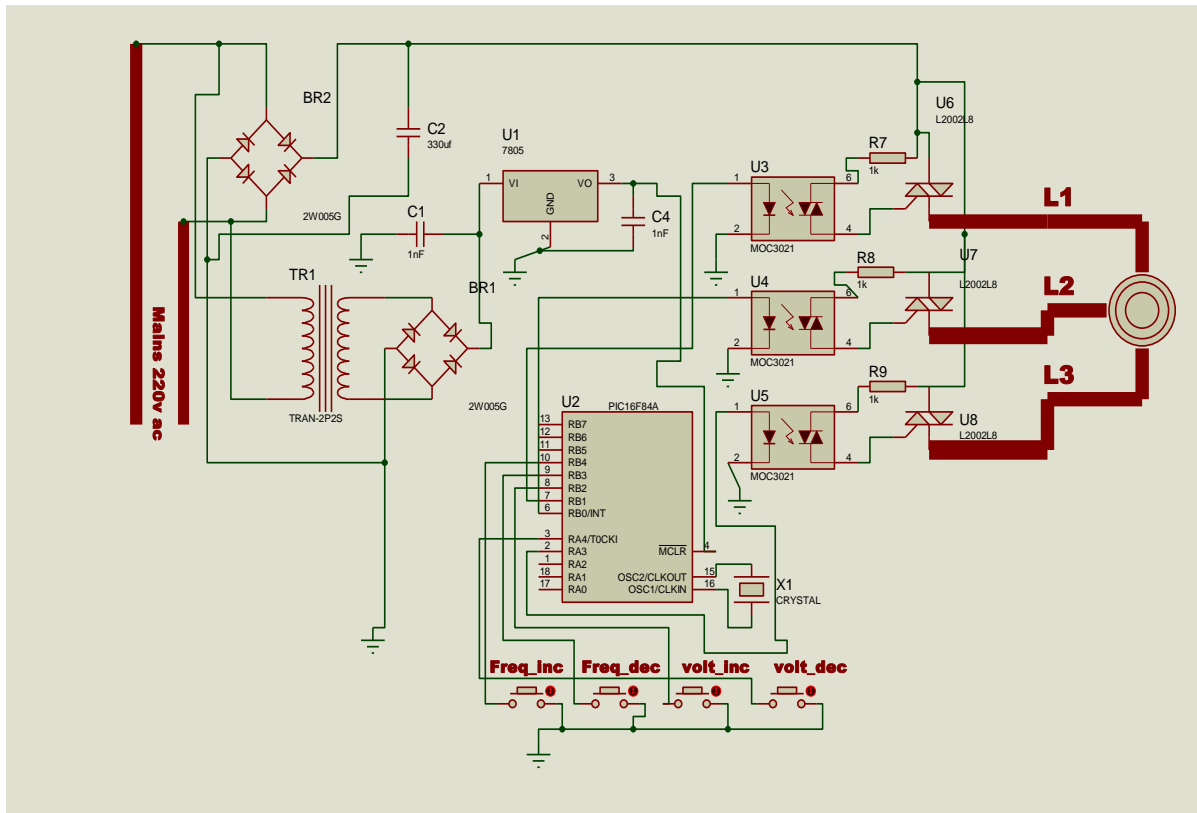 BR2
2W005G
C2
330uf
U1
7805
1
VI
VO
3
GND
2
C1
1nF
C4
1nF
TR1
TRAN-2P2S
BR1
2W005G
Mains 220v ac
U3
1
2
6
4
MOC3021
R7
1k
U6
L2002L8
L1
U4
1
2
6
4
MOC3021
R8
1k
U7
L2002L8
L2
U5
1
2
6
4
MOC3021
R9
1k
U8
L2002L8
L3
U2
PIC16F84A
13
RB7
12
RB6
11
RB5
10
RB4
9
RB3
8
RB2
7
RB1
6
RB0/INT
3
RA4/T0CKI
2
RA3
1
RA2
18
RA1
17
RA0
MCLR
4
OSC2/CLKOUT
15
OSC1/CLKIN
16
X1
CRYSTAL
Freq_inc
Freq_dec
volt_inc
volt_dec